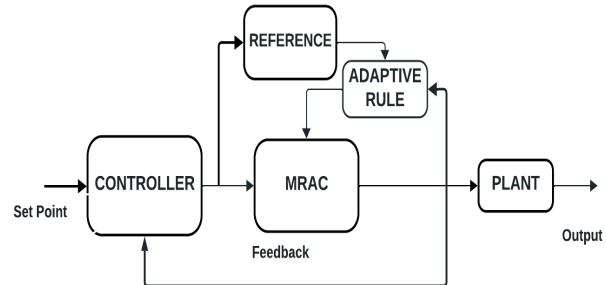 REFERENCE
ADAPTIVE
RULE
CONTROLLER
MRAC
PLANT
Set Point
Output
Feedback